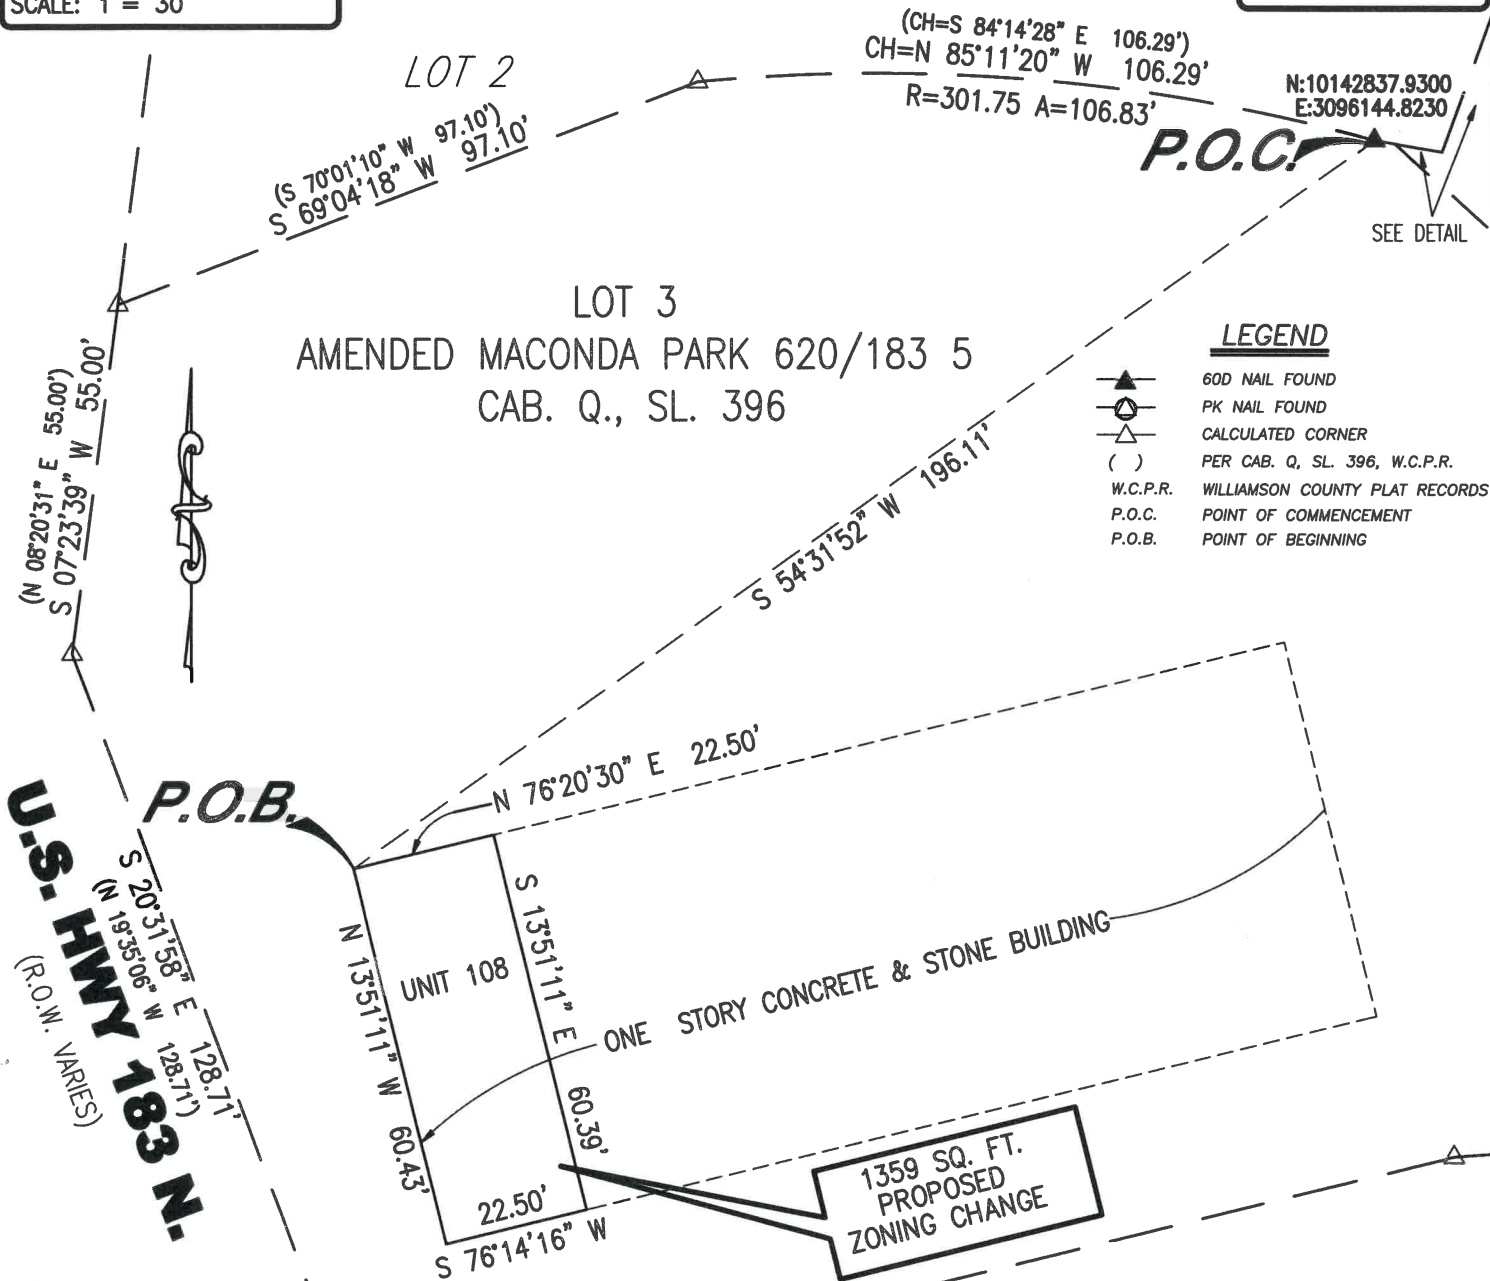 SCALE: 1 = 30
LOT 2
(CH=S 84°14'28" E 106.29')
CH=N 85°11'20" W 106.29'
R=301.75 A=106.83'
N:10142837.9300
E:3096144.8230
P.O.C.
SEE DETAIL
(S 70°01'10" W 97.10')
S 69°04'18" W 97.10'
LOT 3
AMENDED MACONDA PARK 620/183 5
CAB. Q., SL. 396
(N 08°20'31" E 55.00')
S 07°23'39" W 55.00'
LEGEND
60D NAIL FOUND
PK NAIL FOUND
CALCULATED CORNER
( ) PER CAB. Q, SL. 396, W.C.P.R.
W.C.P.R. WILLIAMSON COUNTY PLAT RECORDS
P.O.C. POINT OF COMMENCEMENT
P.O.B. POINT OF BEGINNING
S 54°31'52" W 196.11'
N 76°20'30" E 22.50'
P.O.B.
U.S. HWY 183 N.
(R.O.W. VARIES)
S 20°31'58" E 128.71'
(N 19°35'06" W 128.71')
N 13°51'11" W 60.43'
UNIT 108
S 13°51'11" E 60.39'
ONE STORY CONCRETE & STONE BUILDING
22.50'
S 76°14'16" W
1359 SQ. FT.
PROPOSED
ZONING CHANGE